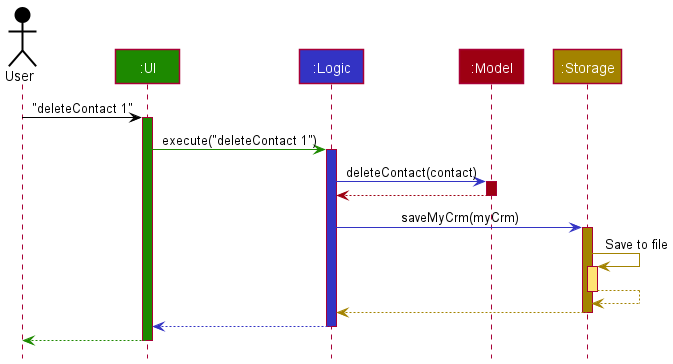 User
:UI
:Logic
:Model
:Storage
"deleteContact 1"
execute("deleteContact 1")
deleteContact(contact)
saveMyCrm(myCrm)
Save to file